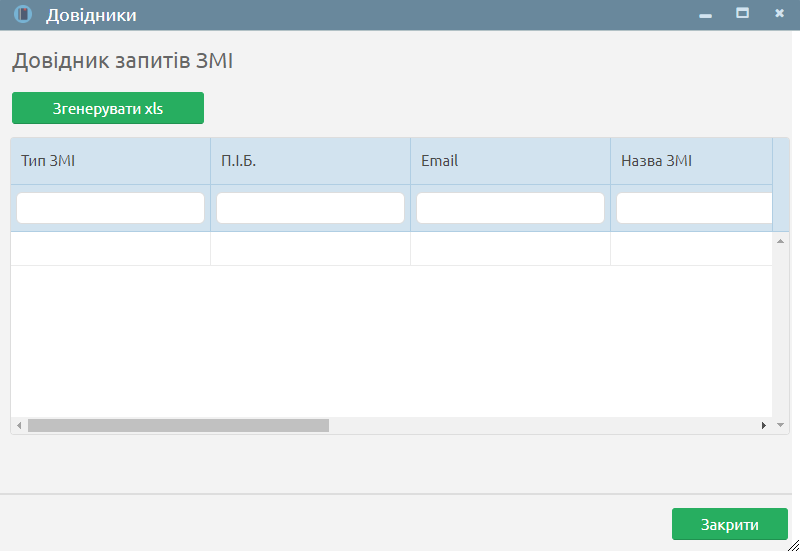 Довідники
Довідник запитів ЗМІ
Згенерувати xls
Тип ЗМІ П.І.Б. Email Назва ЗМІ
Закрити